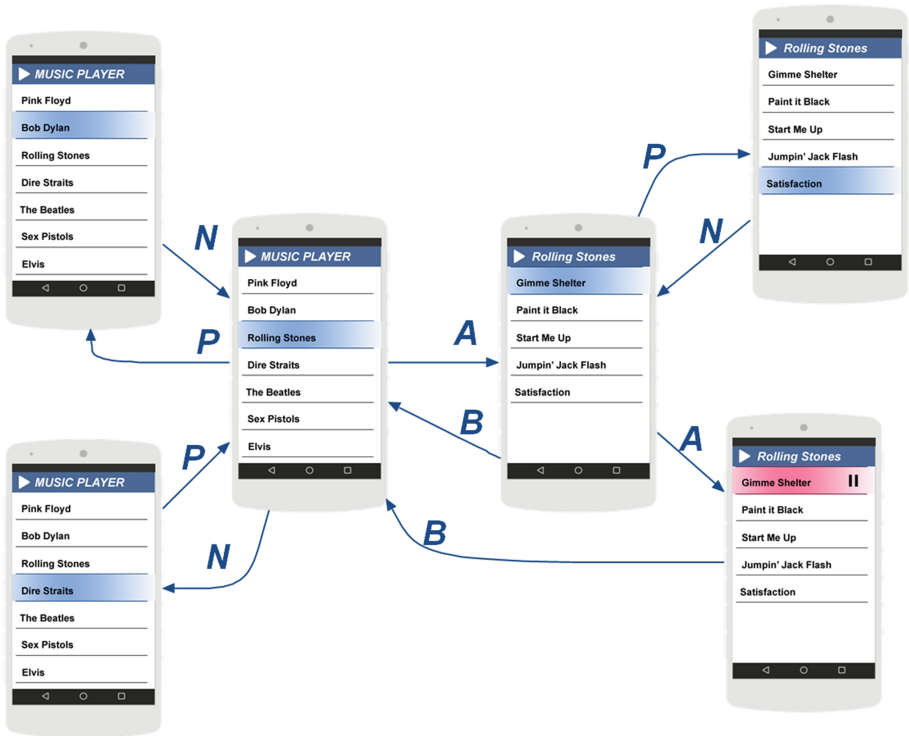 MUSIC PLAYER
Pink Floyd
Bob Dylan
Rolling Stones
Dire Straits
The Beatles
Sex Pistols
Elvis
N
P
MUSIC PLAYER
Pink Floyd
Bob Dylan
Rolling Stones
Dire Straits
The Beatles
Sex Pistols
Elvis
P
N
MUSIC PLAYER
Pink Floyd
Bob Dylan
Rolling Stones
Dire Straits
The Beatles
Sex Pistols
Elvis
A
B
B
Rolling Stones
Gimme Shelter
Paint it Black
Start Me Up
Jumpin' Jack Flash
Satisfaction
P
N
A
Rolling Stones
Gimme Shelter
Paint it Black
Start Me Up
Jumpin' Jack Flash
Satisfaction
Rolling Stones
Gimme Shelter
Paint it Black
Start Me Up
Jumpin' Jack Flash
Satisfaction